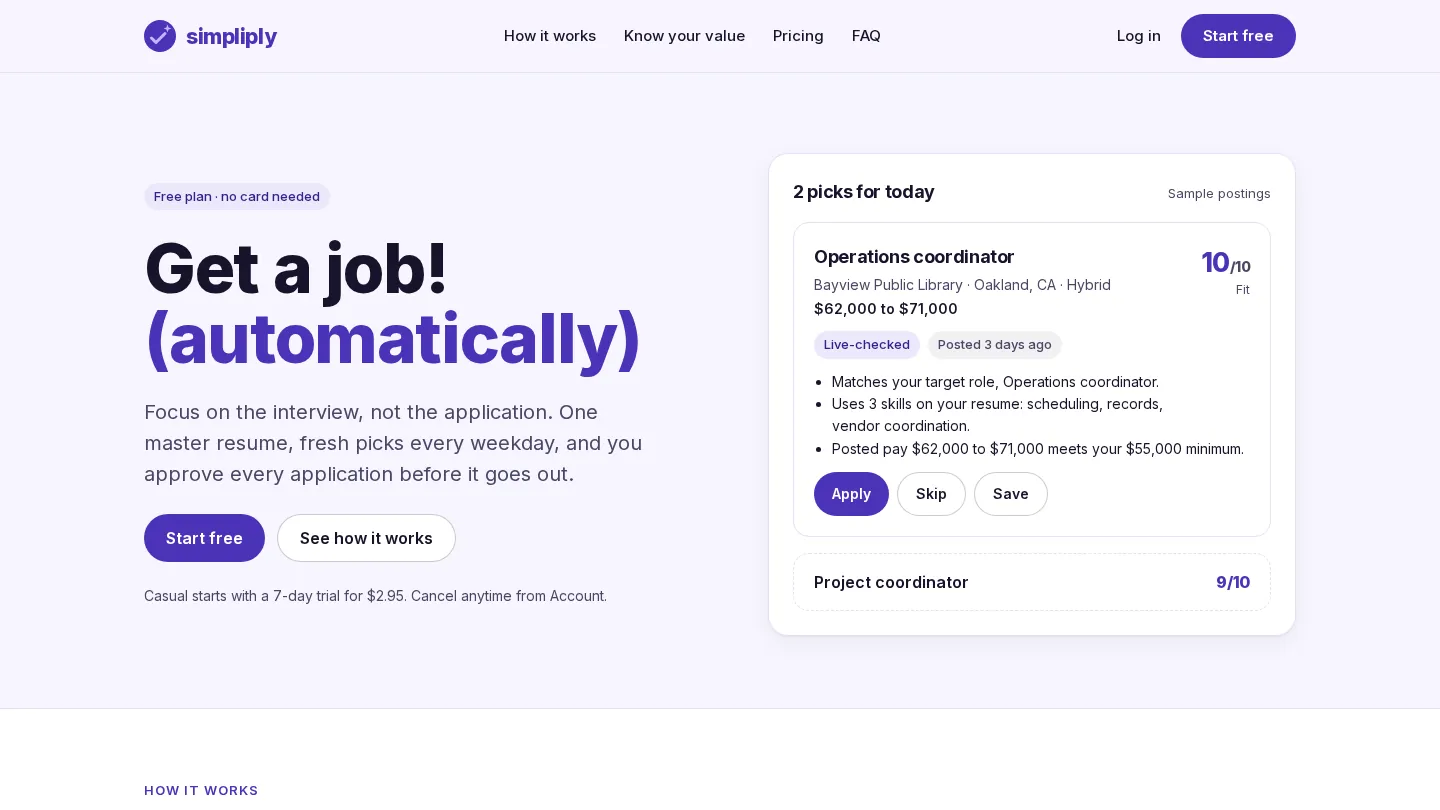 simpliply
How it works
Know your value
Pricing
FAQ
Log in
Start free
Free plan · no card needed
Get a job!
(automatically)
Focus on the interview, not the application. One
master resume, fresh picks every weekday, and you
approve every application before it goes out.
Start free
See how it works
Casual starts with a 7-day trial for $2.95. Cancel anytime from Account.
2 picks for today
Sample postings
Operations coordinator
10/10
Fit
Bayview Public Library · Oakland, CA · Hybrid
$62,000 to $71,000
Live-checked
Posted 3 days ago
• Matches your target role, Operations coordinator.
• Uses 3 skills on your resume: scheduling, records,
vendor coordination.
• Posted pay $62,000 to $71,000 meets your $55,000 minimum.
Apply
Skip
Save
Project coordinator
9/10
HOW IT WORKS